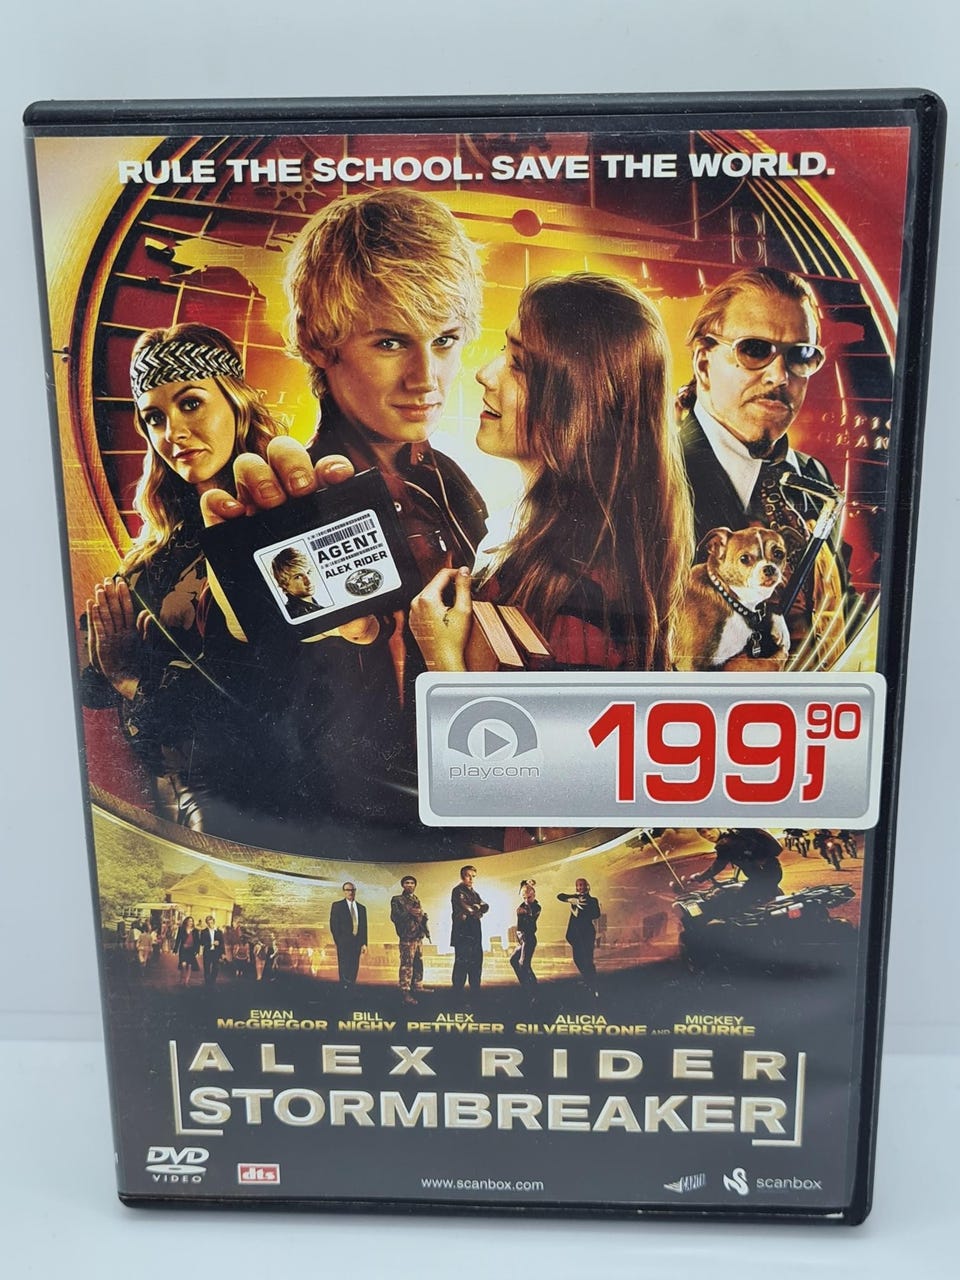 RULE THE SCHOOL. SAVE THE WORLD.
AGENT
ALEX RIDER
playcom
199,90
EWAN McGREGOR BILL NIGHY ALEX PETTYFER ALICIA SILVERSTONE AND MICKEY ROURKE
ALEX RIDER
STORMBREAKER
DVD
VIDEO
dts
www.scanbox.com
scanbox